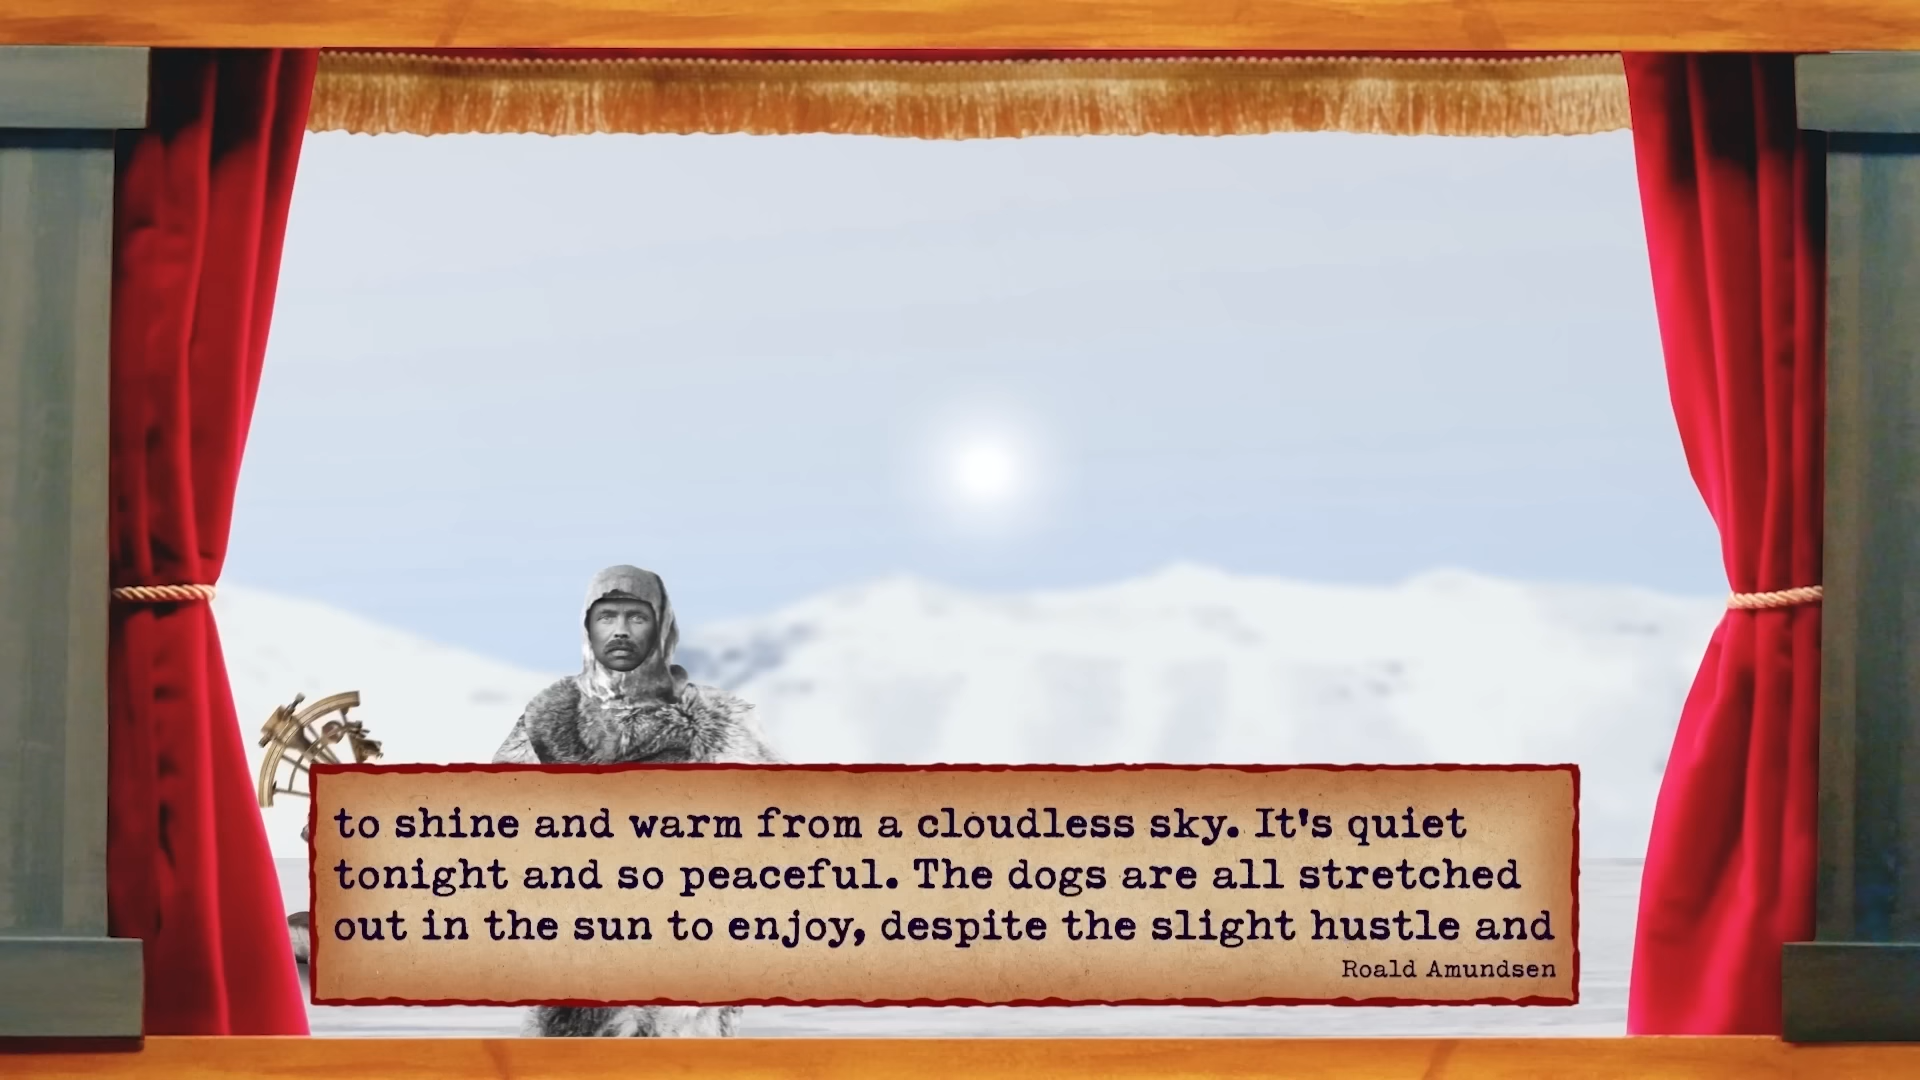 to shine and warm from a cloudless sky. It's quiet
tonight and so peaceful. The dogs are all stretched
out in the sun to enjoy, despite the slight hustle and
Roald Amundsen